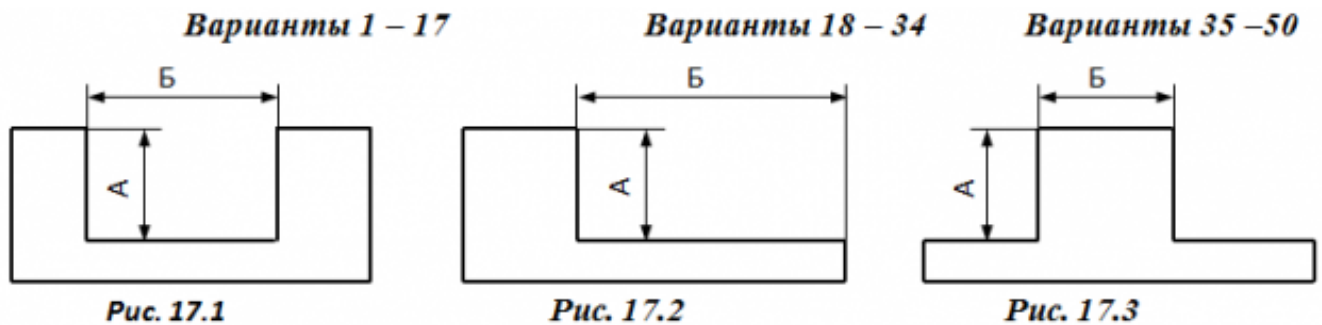 Варианты 1 – 17 Варианты 18 – 34 Варианты 35 –50
Б Б Б
А А А
Рис. 17.1 Рис. 17.2 Рис. 17.3